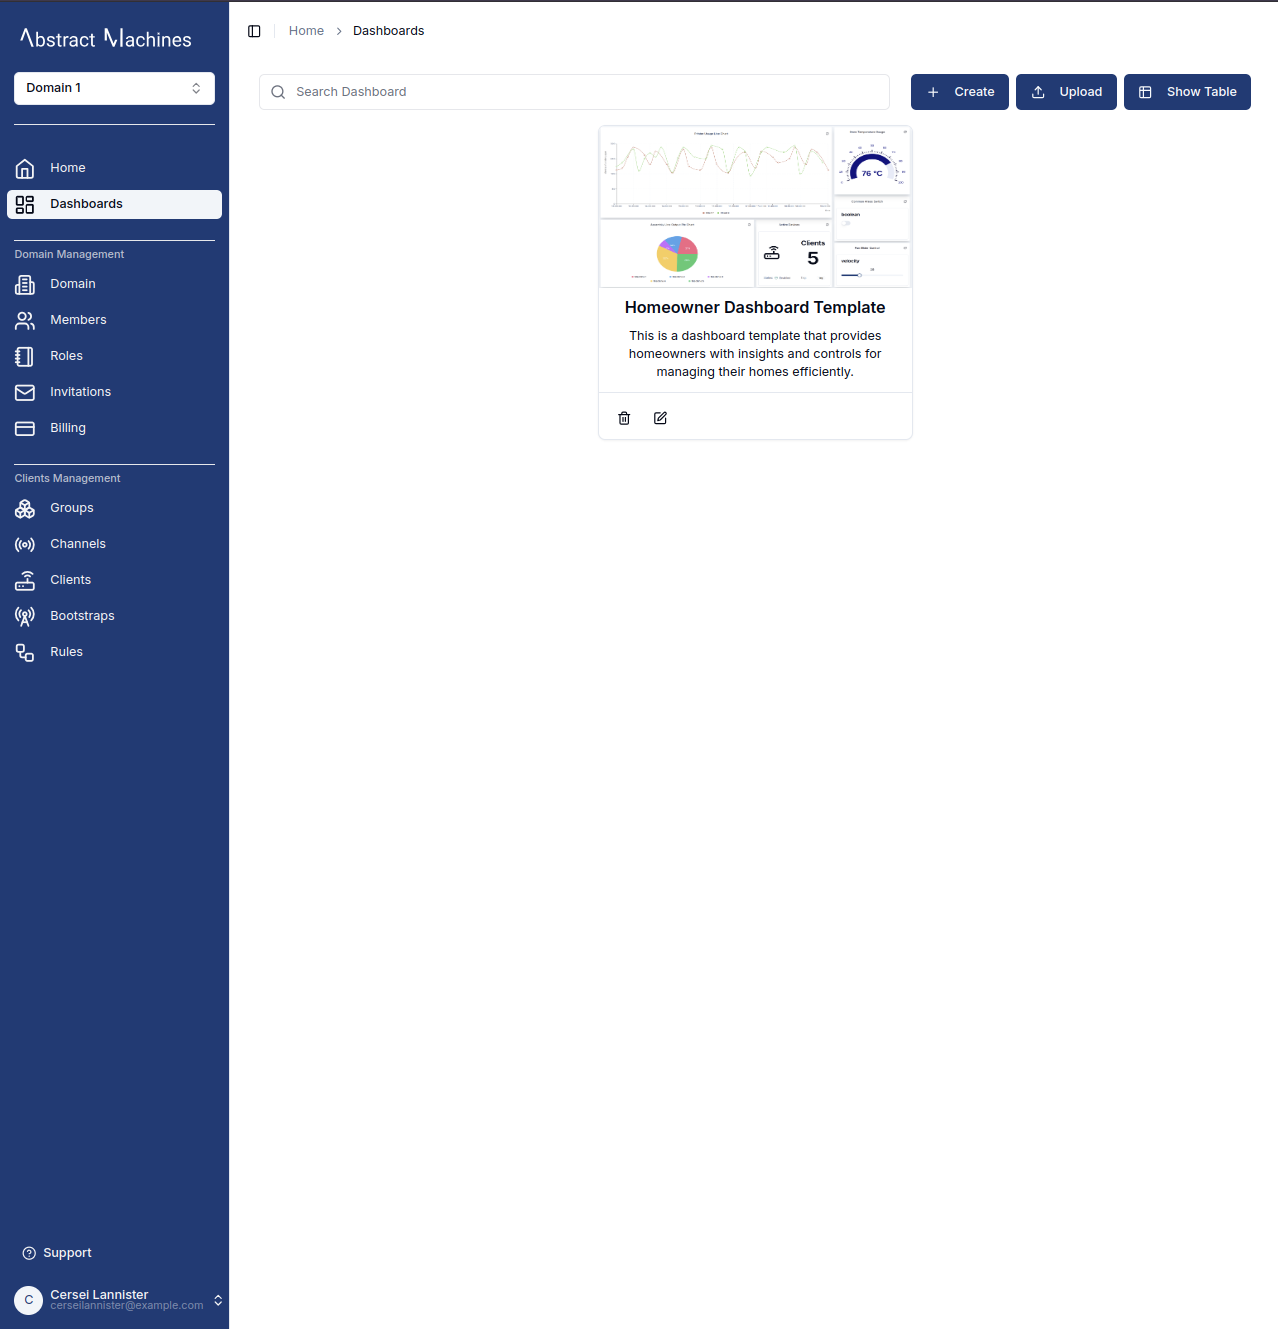 Abstract Machines
Domain 1
Home
Dashboards
Domain Management
Domain
Members
Roles
Invitations
Billing
Clients Management
Groups
Channels
Clients
Bootstraps
Rules
Support
C
Cersei Lannister
cerseilannister@example.com
Home > Dashboards
Search Dashboard
Create
Upload
Show Table
76 °C
boolean
Clients
5
velocity
Homeowner Dashboard Template
This is a dashboard template that provides
homeowners with insights and controls for
managing their homes efficiently.